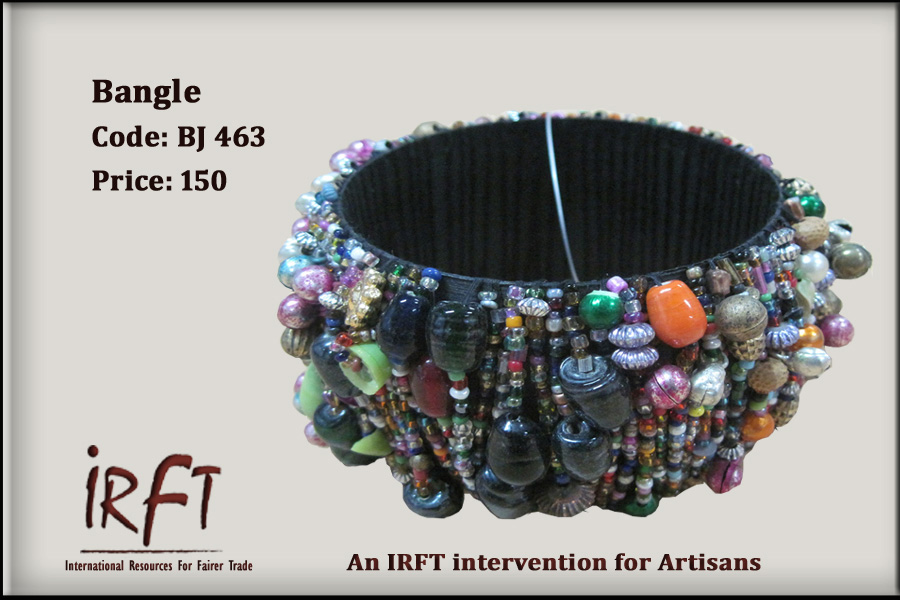 Bangle
Code: BJ 463
Price: 150
iRFT
International Resources For Fairer Trade
An IRFT intervention for Artisans